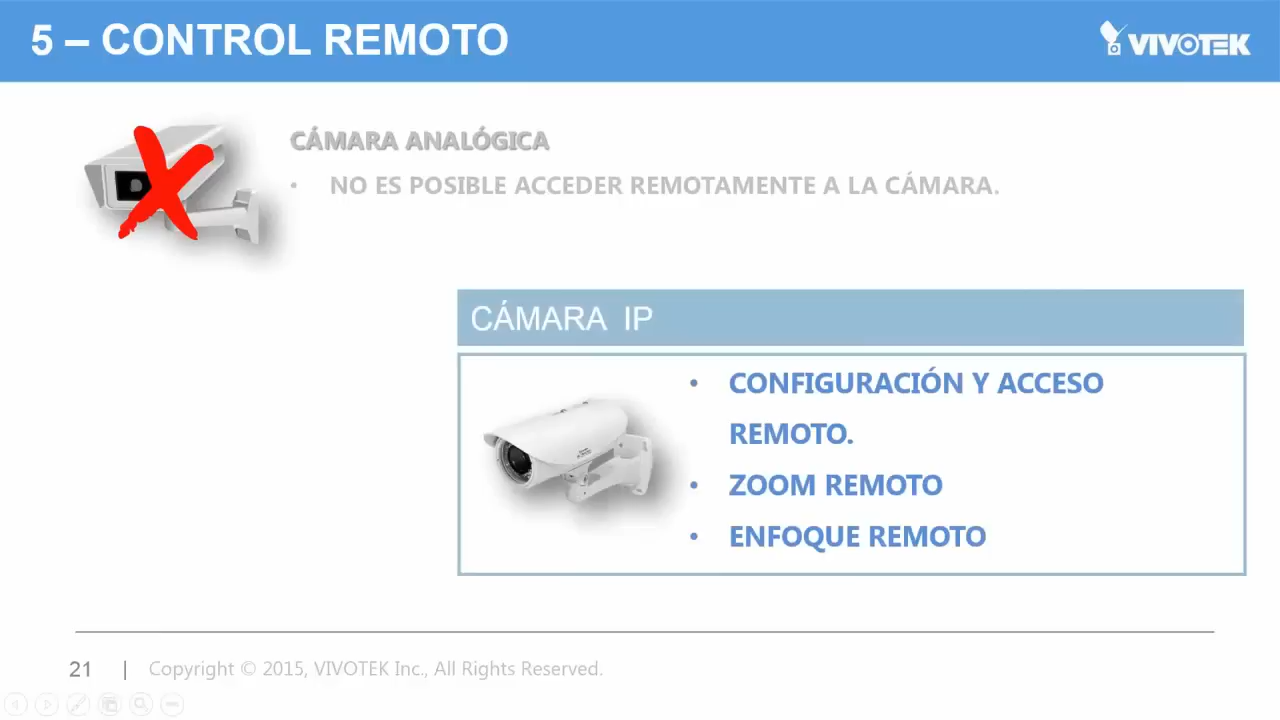 5 – CONTROL REMOTO
VIVOTEK
CÁMARA ANALÓGICA
• NO ES POSIBLE ACCEDER REMOTAMENTE A LA CÁMARA.
CÁMARA IP
• CONFIGURACIÓN Y ACCESO
REMOTO.
• ZOOM REMOTO
• ENFOQUE REMOTO
21 | Copyright © 2015, VIVOTEK Inc., All Rights Reserved.